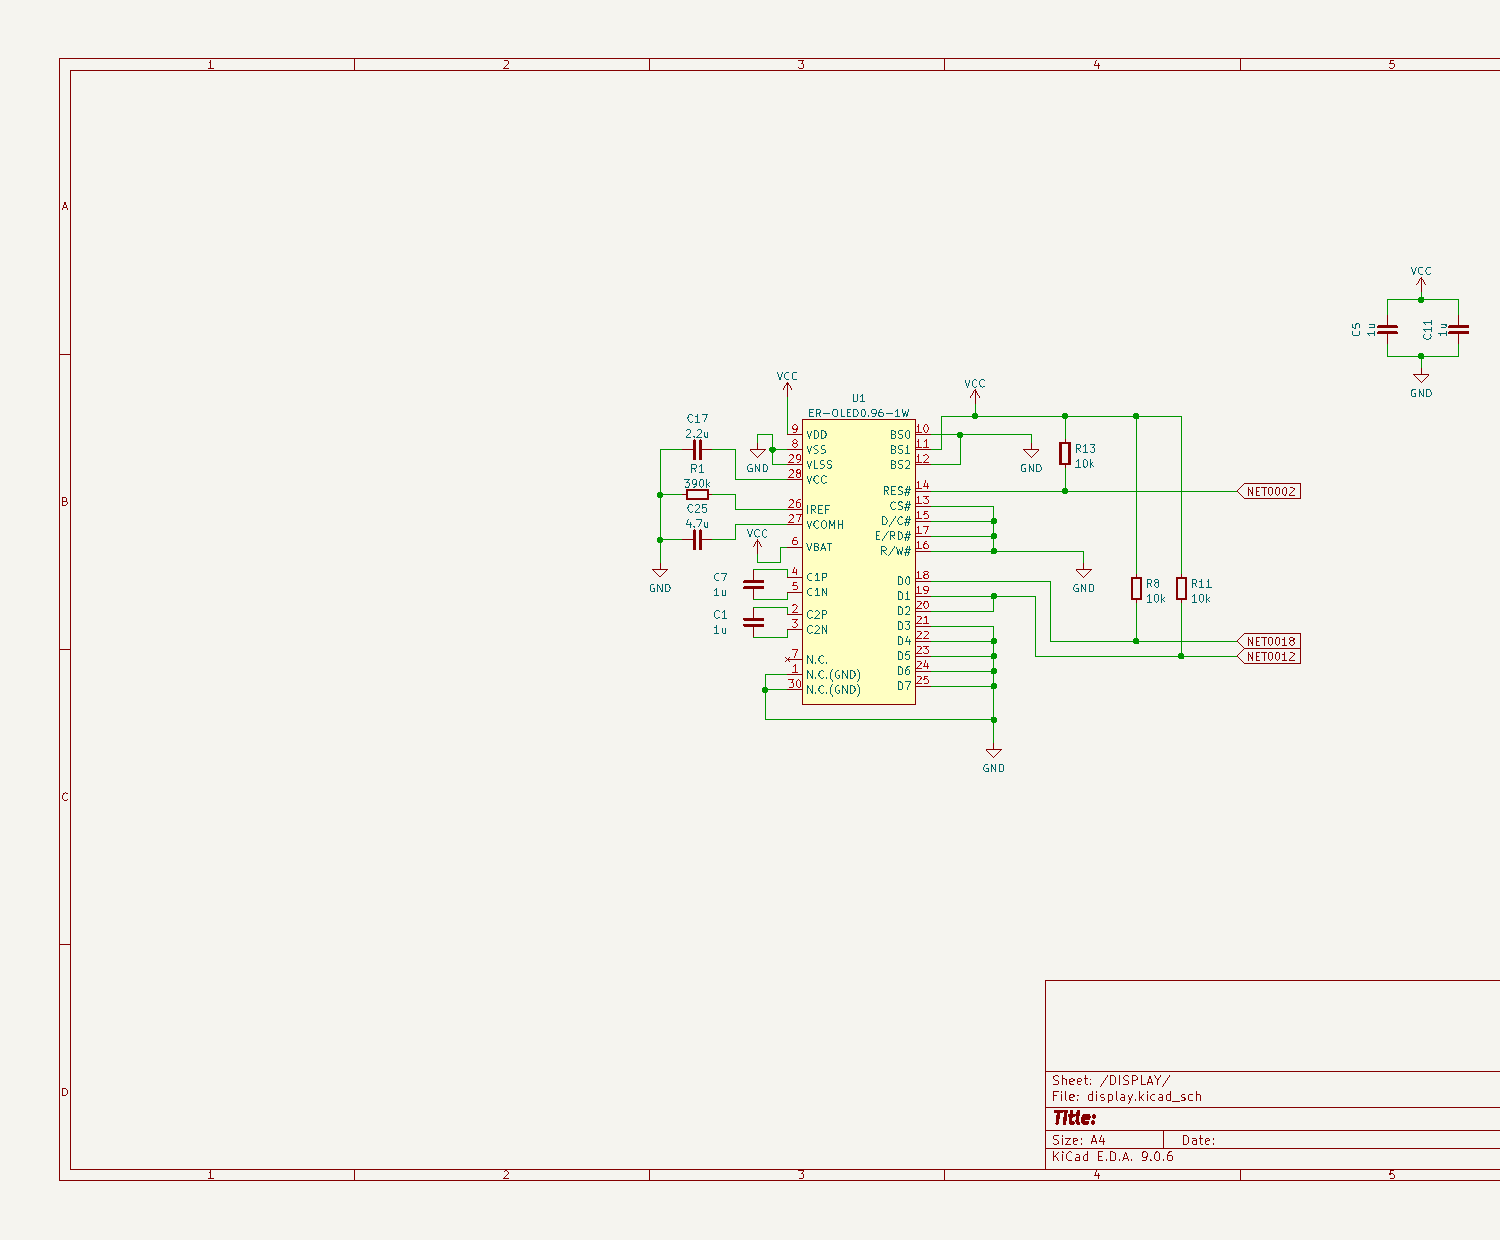 1 2 3 4 5
A
B
C
D
VCC
C5
1u
C11
1u
GND
VCC
VCC
U1
ER-OLED0.96-1W
C17
2.2u
R1
390k
C25
4.7u
GND
GND
VCC
C7
1u
C1
1u
9 VDD
8 VSS
29 VLSS
28 VCC
26 IREF
27 VCOMH
6 VBAT
4 C1P
5 C1N
2 C2P
3 C2N
7 N.C.
1 N.C.(GND)
30 N.C.(GND)
BS0 10
BS1 11
BS2 12
RES# 14
CS# 13
D/C# 15
E/RD# 17
R/W# 16
D0 18
D1 19
D2 20
D3 21
D4 22
D5 23
D6 24
D7 25
GND
R13
10k
NET0002
GND
R8
10k
R11
10k
NET0018
NET0012
GND
Sheet: /DISPLAY/
File: display.kicad_sch
Title:
Size: A4 Date:
KiCad E.D.A. 9.0.6
1 2 3 4 5